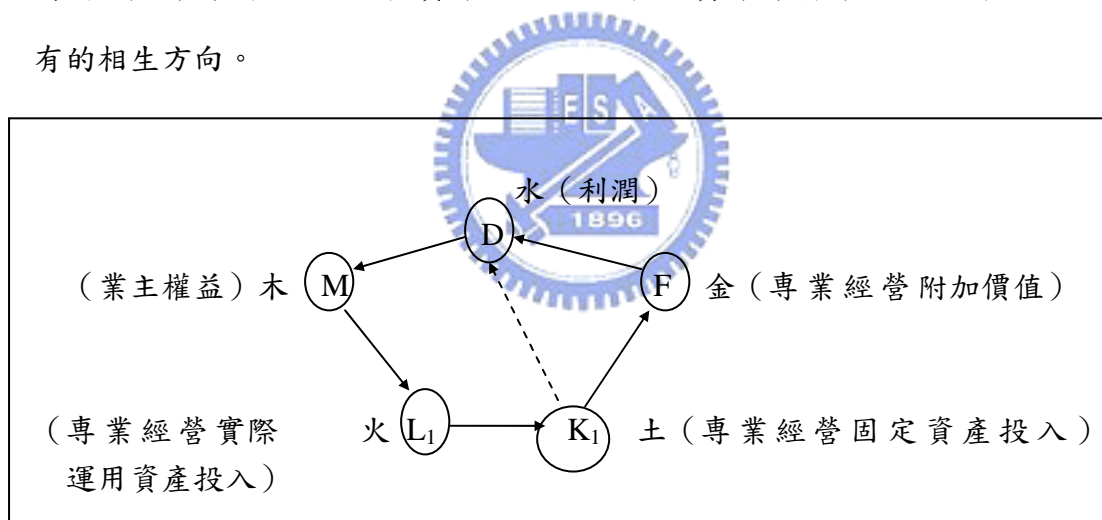 有的相生方向。
E S A
水（利潤）
1896
D
（業主權益）木 M
F 金（專業經營附加價值）
（專業經營實際 火 L₁
運用資產投入）
K₁ 土（專業經營固定資產投入）